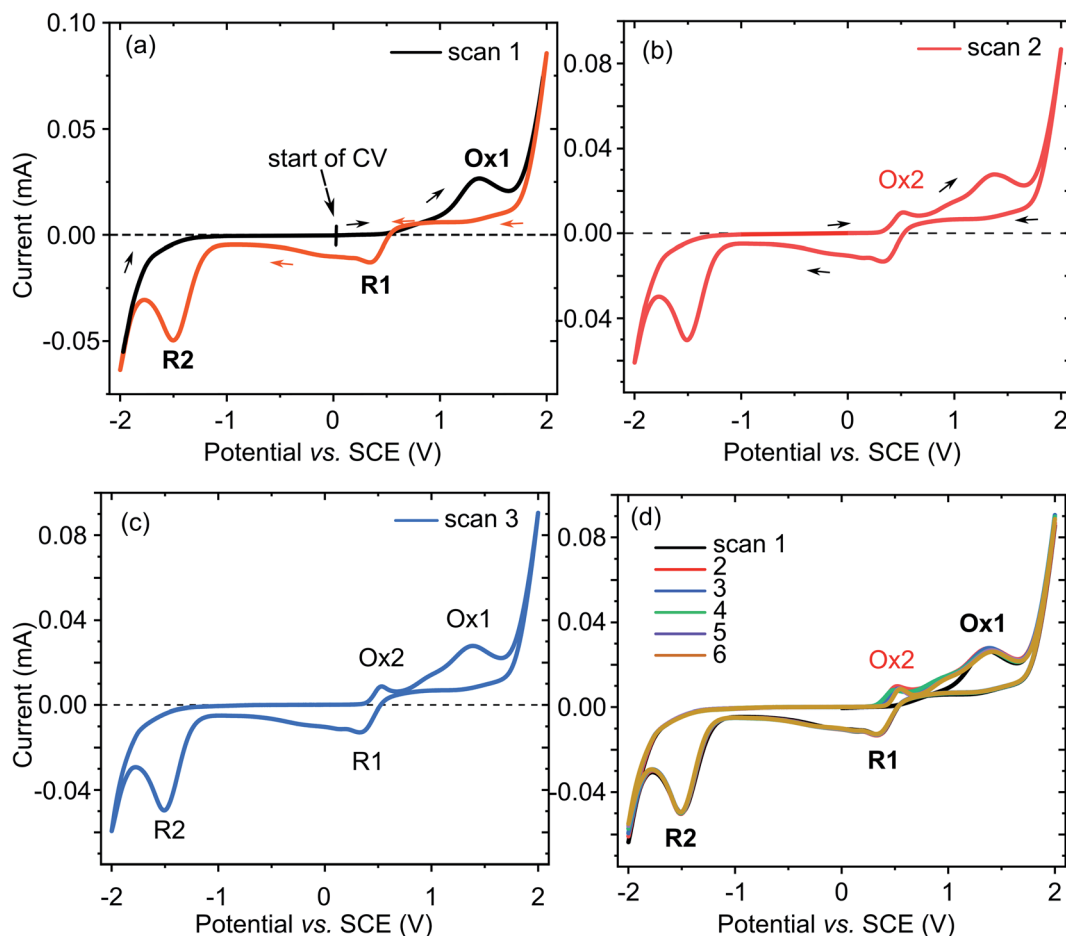 (a)
scan 1
0.10
0.05
0.00
-0.05
Current (mA)
start of CV
Ox1
R1
R2
-2 -1 0 1 2
Potential vs. SCE (V)
(b)
scan 2
0.08
0.04
0.00
-0.04
Ox2
-2 -1 0 1 2
Potential vs. SCE (V)
(c)
scan 3
0.08
0.04
0.00
-0.04
Current (mA)
Ox1
Ox2
R1
R2
-2 -1 0 1 2
Potential vs. SCE (V)
(d)
scan 1
2
3
4
5
6
0.08
0.04
0.00
-0.04
Ox1
Ox2
R1
R2
-2 -1 0 1 2
Potential vs. SCE (V)